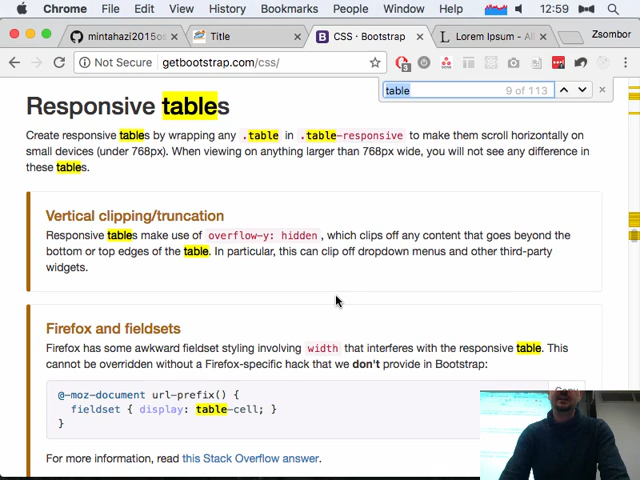 Chrome File Edit View History Bookmarks People Window 12:59
mintahazi2015os Title CSS · Bootstrap Lorem Ipsum - All Zsombor
Not Secure getbootstrap.com/css/
table 9 of 113
Responsive tables
Create responsive tables by wrapping any .table in .table-responsive to make them scroll horizontally on
small devices (under 768px). When viewing on anything larger than 768px wide, you will not see any difference in
these tables.
Vertical clipping/truncation
Responsive tables make use of overflow-y: hidden, which clips off any content that goes beyond the
bottom or top edges of the table. In particular, this can clip off dropdown menus and other third-party
widgets.
Firefox and fieldsets
Firefox has some awkward fieldset styling involving width that interferes with the responsive table. This
cannot be overridden without a Firefox-specific hack that we don't provide in Bootstrap:
@-moz-document url-prefix() {
fieldset { display: table-cell; }
}
For more information, read this Stack Overflow answer.